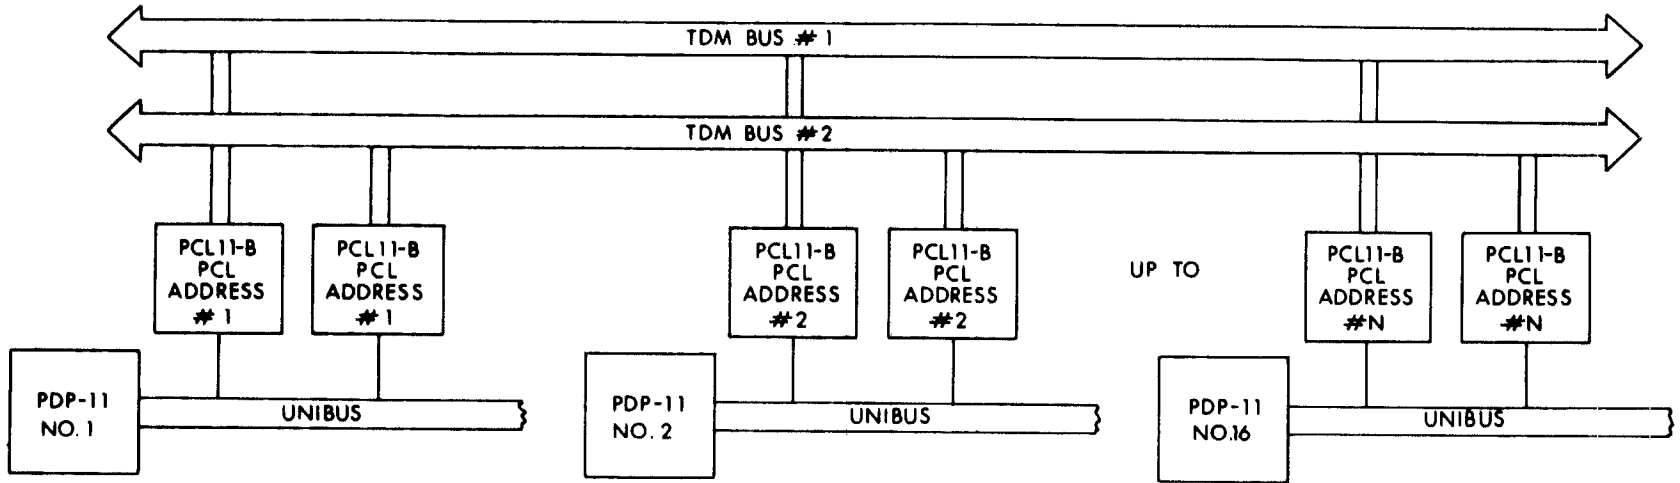 TDM BUS # 1
TDM BUS #2
PCL11-B
PCL
ADDRESS
# 1
PCL11-B
PCL
ADDRESS
#1
PCL11-B
PCL
ADDRESS
#2
PCL11-B
PCL
ADDRESS
#2
UP TO
PCL11-B
PCL
ADDRESS
#N
PCL11-B
PCL
ADDRESS
#N
PDP-11
NO. 1
UNIBUS
PDP-11
NO. 2
UNIBUS
PDP-11
NO.16
UNIBUS